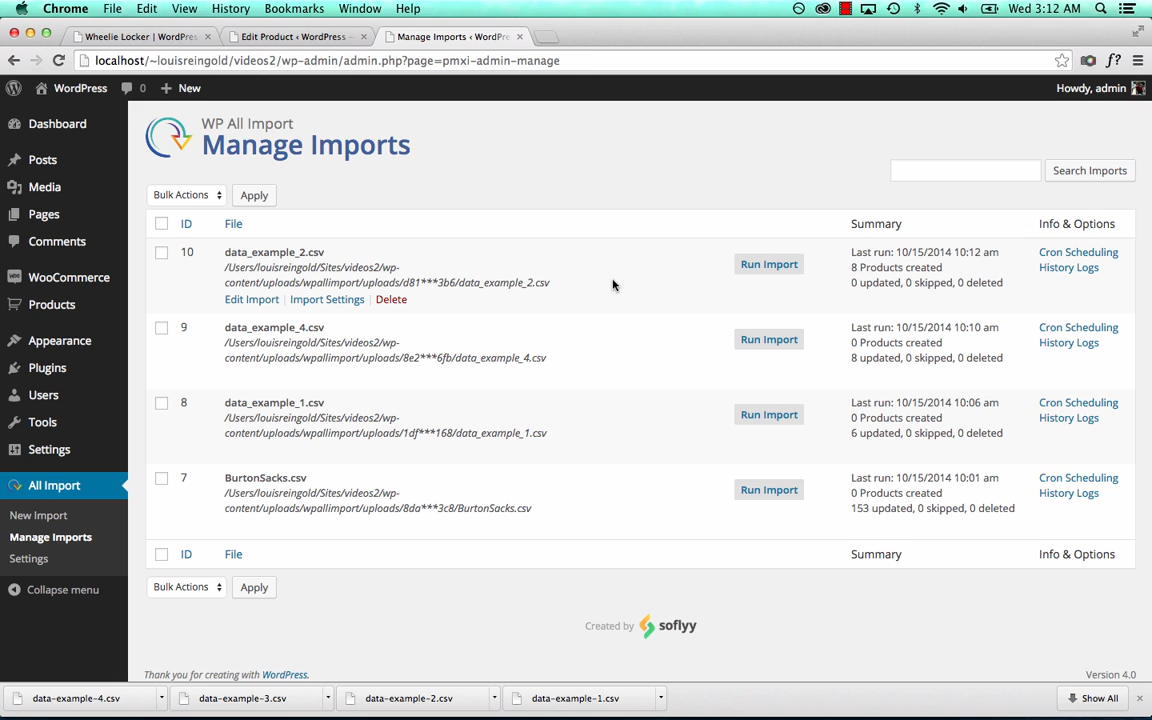 Chrome File Edit View History Bookmarks Window Help Wed 3:12 AM
Wheelie Locker | WordPres × Edit Product ‹ WordPress — × Manage Imports ‹ WordPre ×
localhost/~louisreingold/videos2/wp-admin/admin.php?page=pmxi-admin-manage f?
WordPress 0 + New Howdy, admin
Dashboard
Posts
Media
Pages
Comments
WooCommerce
Products
Appearance
Plugins
Users
Tools
Settings
All Import
New Import
Manage Imports
Settings
Collapse menu
WP All Import
Manage Imports
Search Imports
Bulk Actions Apply
ID File Summary Info & Options
10 data_example_2.csv Last run: 10/15/2014 10:12 am Cron Scheduling
/Users/louisreingold/Sites/videos2/wp- Run Import 8 Products created History Logs
content/uploads/wpallimport/uploads/d81***3b6/data_example_2.csv 0 updated, 0 skipped, 0 deleted
Edit Import | Import Settings | Delete
9 data_example_4.csv Last run: 10/15/2014 10:10 am Cron Scheduling
/Users/louisreingold/Sites/videos2/wp- Run Import 0 Products created History Logs
content/uploads/wpallimport/uploads/8e2***6fb/data_example_4.csv 8 updated, 0 skipped, 0 deleted
8 data_example_1.csv Last run: 10/15/2014 10:06 am Cron Scheduling
/Users/louisreingold/Sites/videos2/wp- Run Import 0 Products created History Logs
content/uploads/wpallimport/uploads/1df***168/data_example_1.csv 6 updated, 0 skipped, 0 deleted
7 BurtonSacks.csv Last run: 10/15/2014 10:01 am Cron Scheduling
/Users/louisreingold/Sites/videos2/wp- Run Import 0 Products created History Logs
content/uploads/wpallimport/uploads/8da***3c8/BurtonSacks.csv 153 updated, 0 skipped, 0 deleted
ID File Summary Info & Options
Bulk Actions Apply
Created by soflyy
Thank you for creating with WordPress. Version 4.0
data-example-4.csv data-example-3.csv data-example-2.csv data-example-1.csv Show All ×